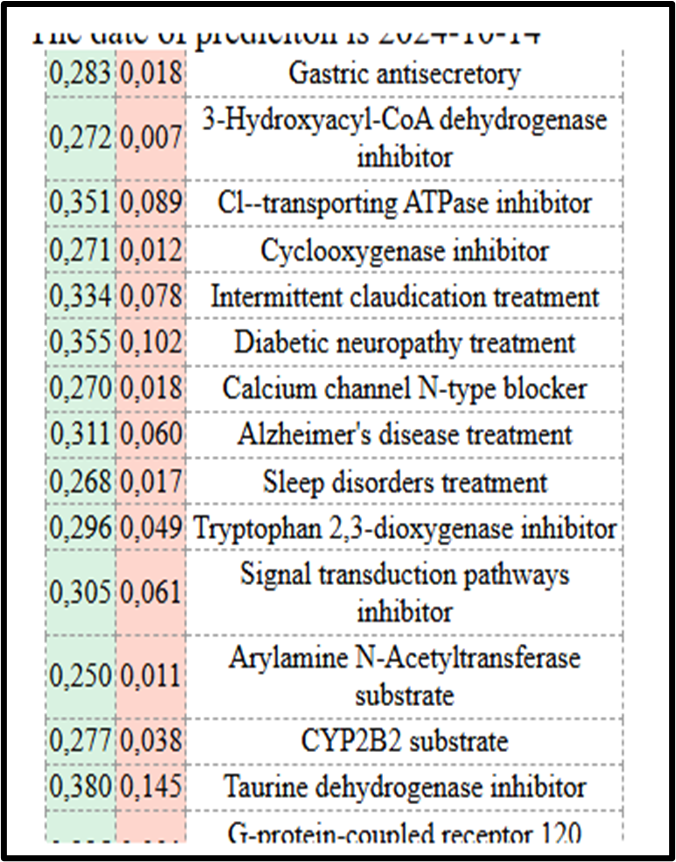 The date of prediciton is 2024-10-14
0,283 0,018 Gastric antisecretory
0,272 0,007 3-Hydroxyacyl-CoA dehydrogenase
inhibitor
0,351 0,089 Cl--transporting ATPase inhibitor
0,271 0,012 Cyclooxygenase inhibitor
0,334 0,078 Intermittent claudication treatment
0,355 0,102 Diabetic neuropathy treatment
0,270 0,018 Calcium channel N-type blocker
0,311 0,060 Alzheimer's disease treatment
0,268 0,017 Sleep disorders treatment
0,296 0,049 Tryptophan 2,3-dioxygenase inhibitor
0,305 0,061 Signal transduction pathways
inhibitor
0,250 0,011 Arylamine N-Acetyltransferase
substrate
0,277 0,038 CYP2B2 substrate
0,380 0,145 Taurine dehydrogenase inhibitor
G-protein-coupled receptor 120